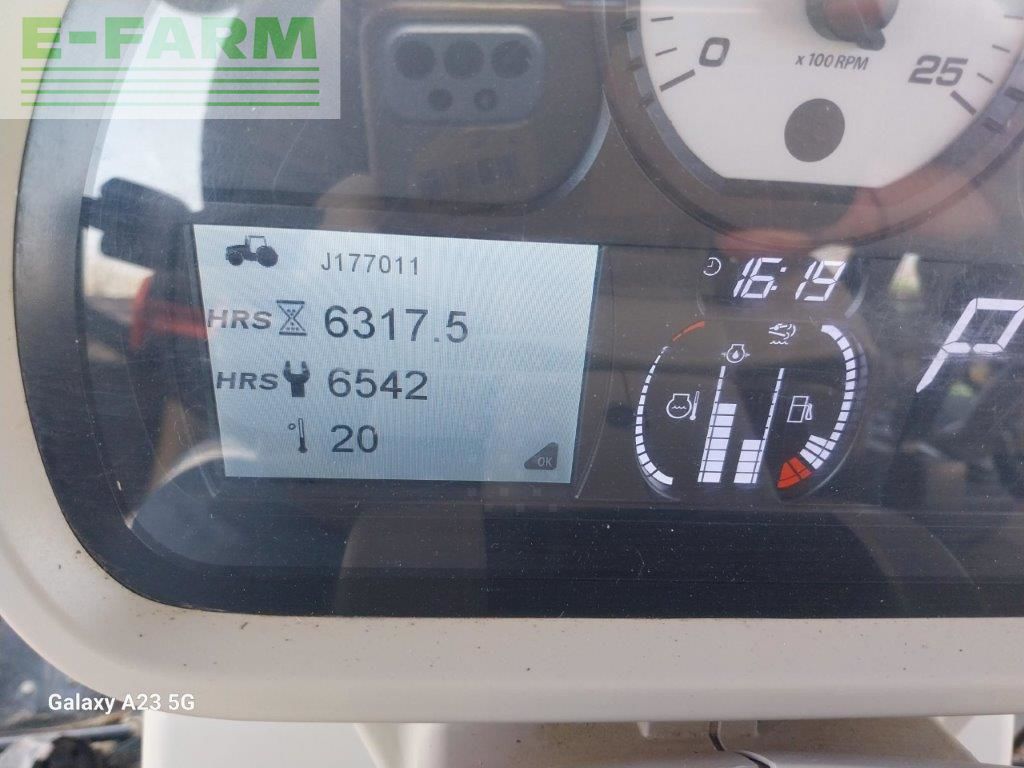 E-FARM
0
x 100 RPM
25
J177011
HRS 6317.5
HRS 6542
° 20
OK
16:19
P
Galaxy A23 5G